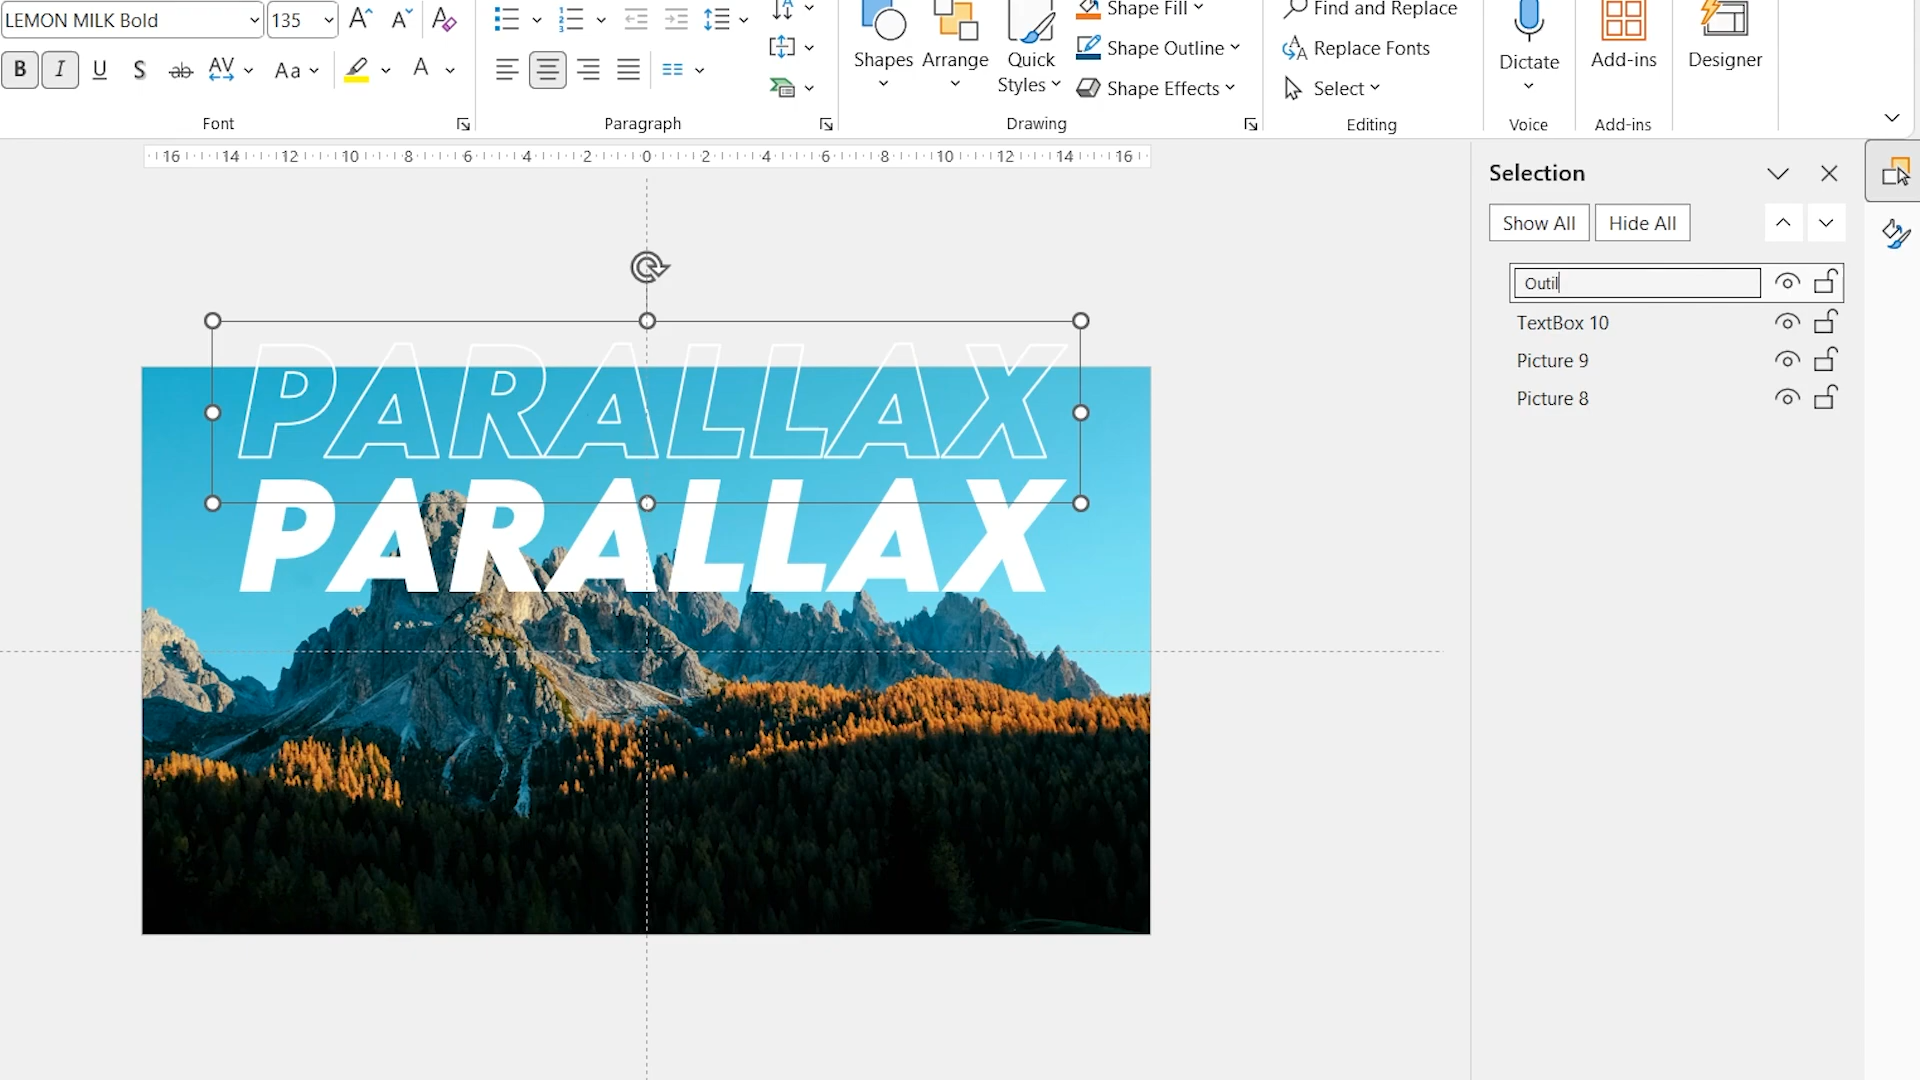 LEMON MILK Bold 135
B I U S ab AV Aa A
Font
Paragraph
Shapes
Arrange
Quick Styles
Shape Fill
Shape Outline
Shape Effects
Drawing
Find and Replace
Replace Fonts
Select
Editing
Dictate
Voice
Add-ins
Add-ins
Designer
16 14 12 10 8 6 4 2 0 2 4 6 8 10 12 14 16
Selection
Show All Hide All
Outil
TextBox 10
Picture 9
Picture 8
PARALLAX
PARALLAX